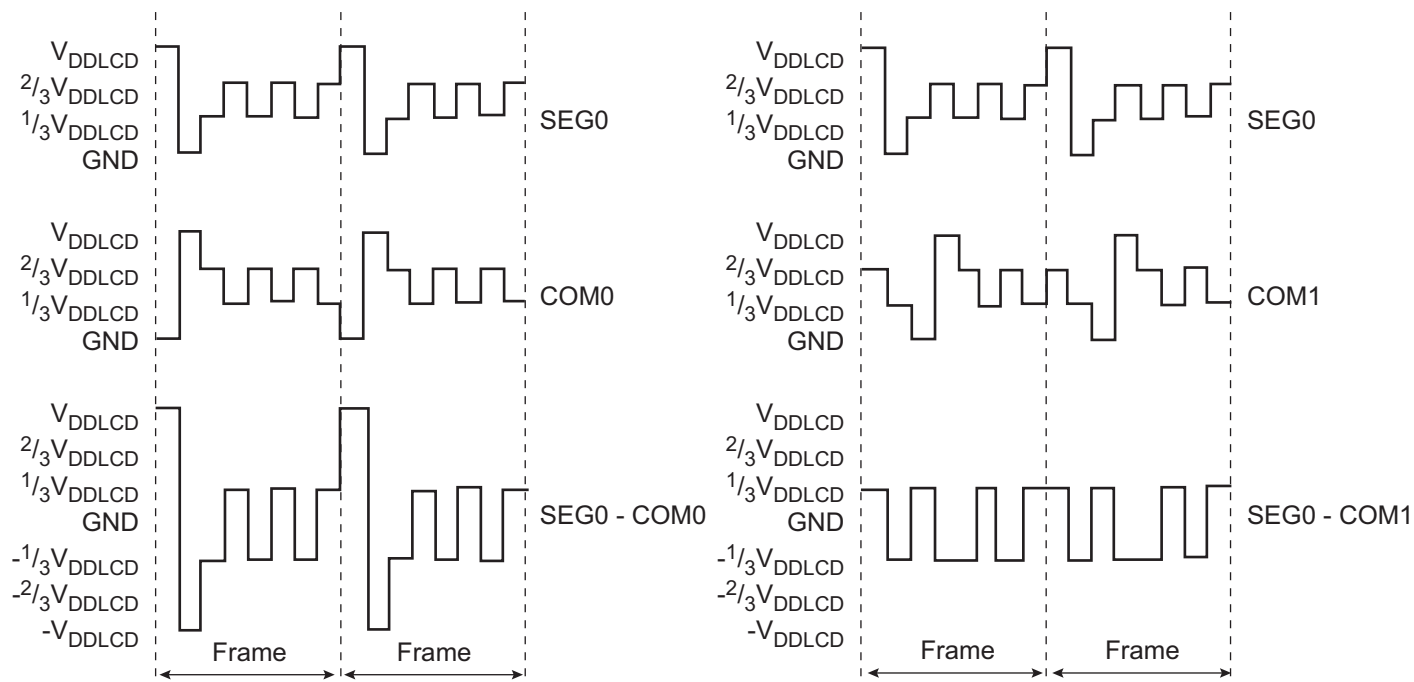 VDDLCD
2/3VDDLCD
1/3VDDLCD
GND
SEG0
VDDLCD
2/3VDDLCD
1/3VDDLCD
GND
COM0
VDDLCD
2/3VDDLCD
1/3VDDLCD
GND
-1/3VDDLCD
-2/3VDDLCD
-VDDLCD
SEG0 - COM0
Frame
Frame
VDDLCD
2/3VDDLCD
1/3VDDLCD
GND
SEG0
VDDLCD
2/3VDDLCD
1/3VDDLCD
GND
COM1
VDDLCD
2/3VDDLCD
1/3VDDLCD
GND
-1/3VDDLCD
-2/3VDDLCD
-VDDLCD
SEG0 - COM1
Frame
Frame